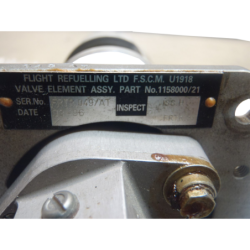 FLIGHT REFUELLING LTD F.S.C.M. U1918
VALVE ELEMENT ASSY. PART No.1158000/21
SER No.
DATE INSPECT